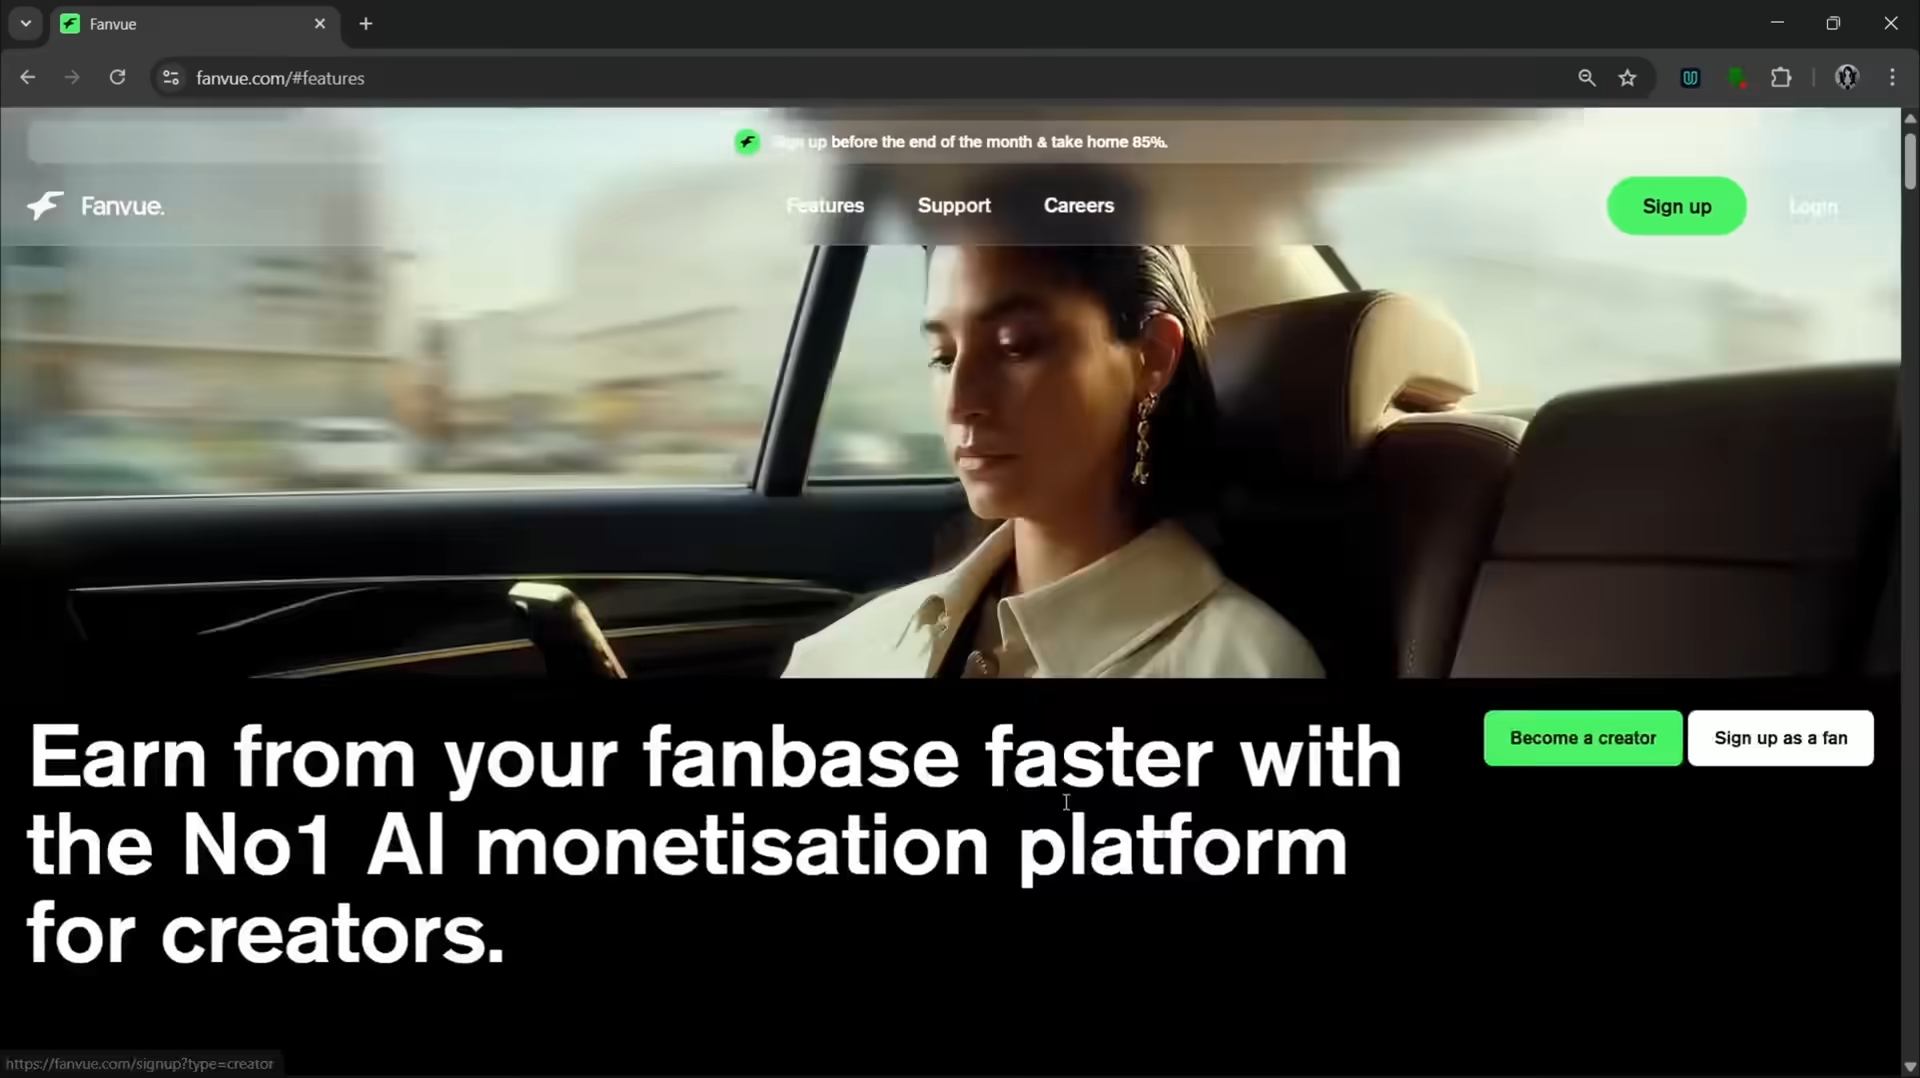 Fanvue
fanvue.com/#features
Sign up before the end of the month & take home 85%.
Fanvue.
Features
Support
Careers
Sign up
Login
Earn from your fanbase faster with
the No1 AI monetisation platform
for creators.
Become a creator
Sign up as a fan
https://fanvue.com/signup?type=creator